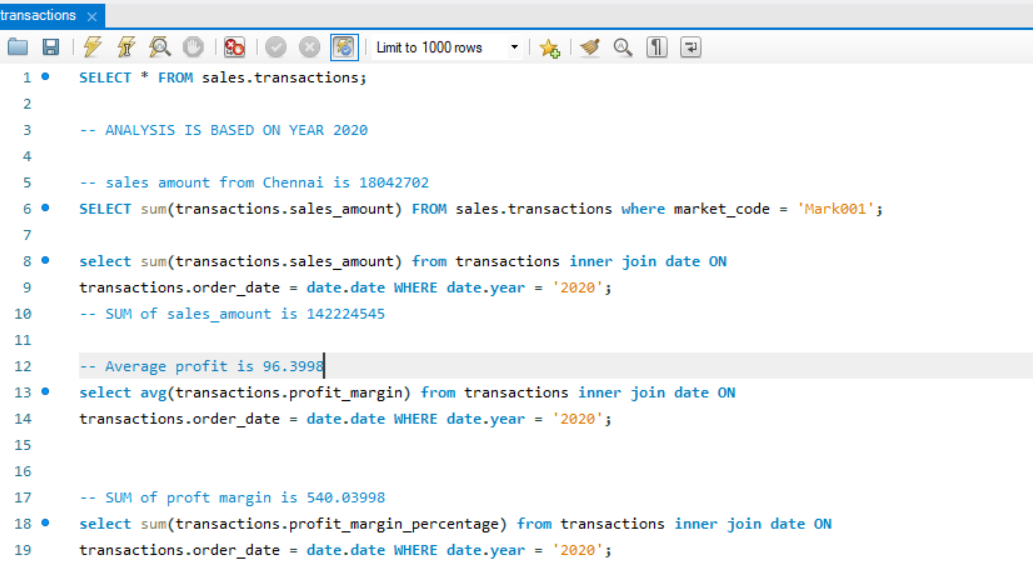 transactions
Limit to 1000 rows
1 SELECT * FROM sales.transactions;
2
3 -- ANALYSIS IS BASED ON YEAR 2020
4
5 -- sales amount from Chennai is 18042702
6 SELECT sum(transactions.sales_amount) FROM sales.transactions where market_code = 'Mark001';
7
8 select sum(transactions.sales_amount) from transactions inner join date ON
9 transactions.order_date = date.date WHERE date.year = '2020';
10 -- SUM of sales_amount is 142224545
11
12 -- Average profit is 96.3998
13 select avg(transactions.profit_margin) from transactions inner join date ON
14 transactions.order_date = date.date WHERE date.year = '2020';
15
16
17 -- SUM of proft margin is 540.03998
18 select sum(transactions.profit_margin_percentage) from transactions inner join date ON
19 transactions.order_date = date.date WHERE date.year = '2020';